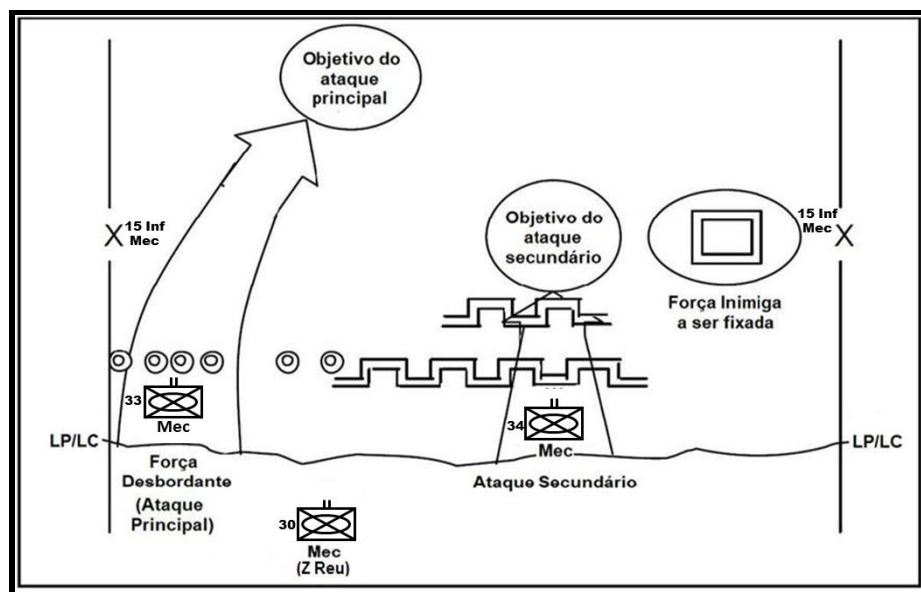 Objetivo do
ataque
principal
X 15 Inf
Mec
Objetivo do
ataque
secundário
15 Inf
Mec X
Força Inimiga
a ser fixada
33
Mec
34
Mec
LP/LC
LP/LC
Força
Desbordante
(Ataque
Principal)
Ataque Secundário
30
Mec
(Z Reu)